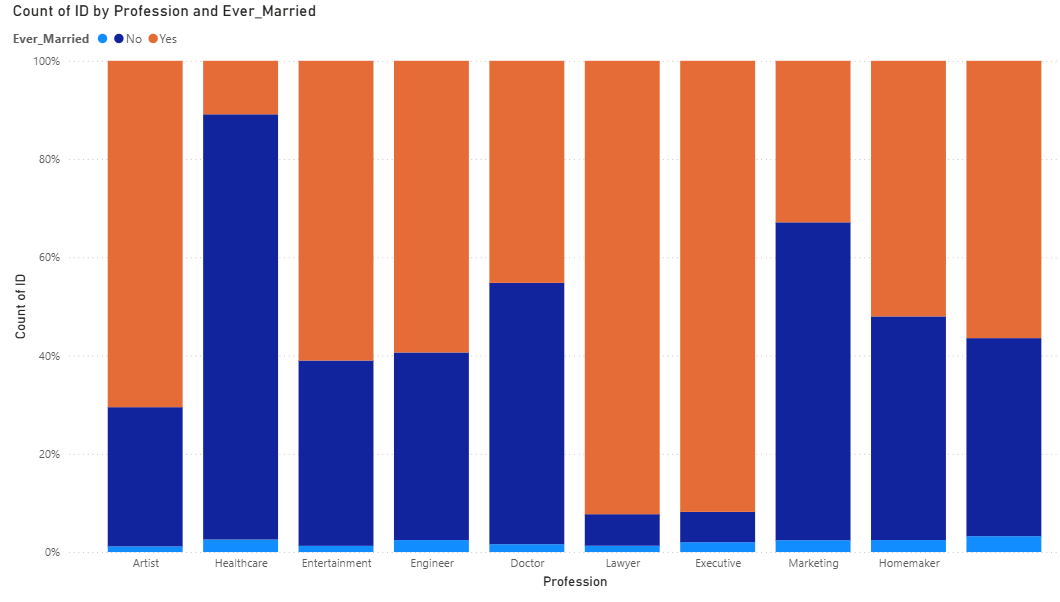 Count of ID by Profession and Ever_Married
Ever_Married No Yes
100%
80%
60%
40%
20%
0%
Count of ID
Artist Healthcare Entertainment Engineer Doctor Lawyer Executive Marketing Homemaker
Profession